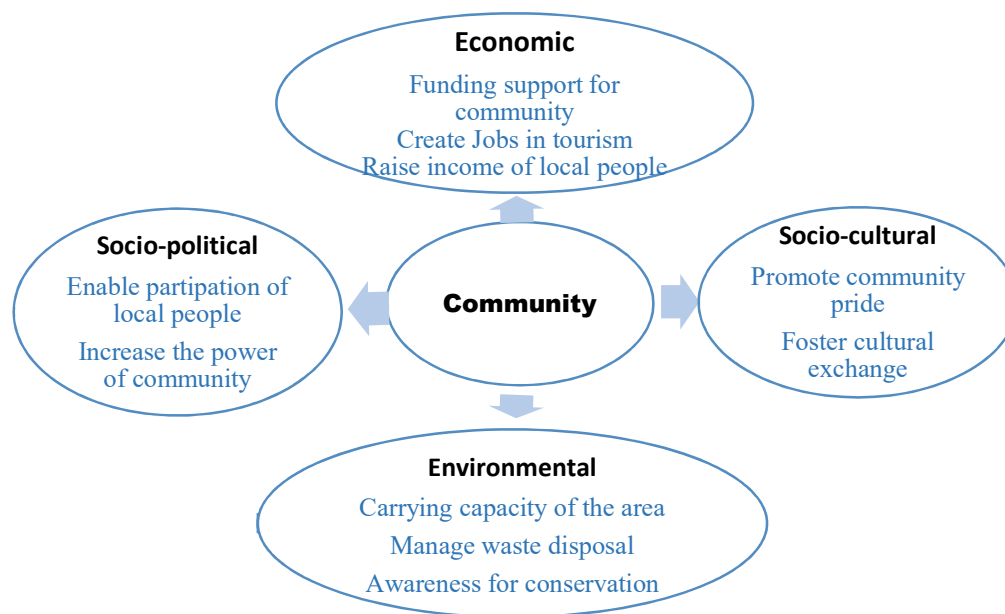 Economic
Funding support for
community
Create Jobs in tourism
Raise income of local people
Socio-political
Enable partipation of
local people
Increase the power
of community
Community
Socio-cultural
Promote community
pride
Foster cultural
exchange
Environmental
Carrying capacity of the area
Manage waste disposal
Awareness for conservation